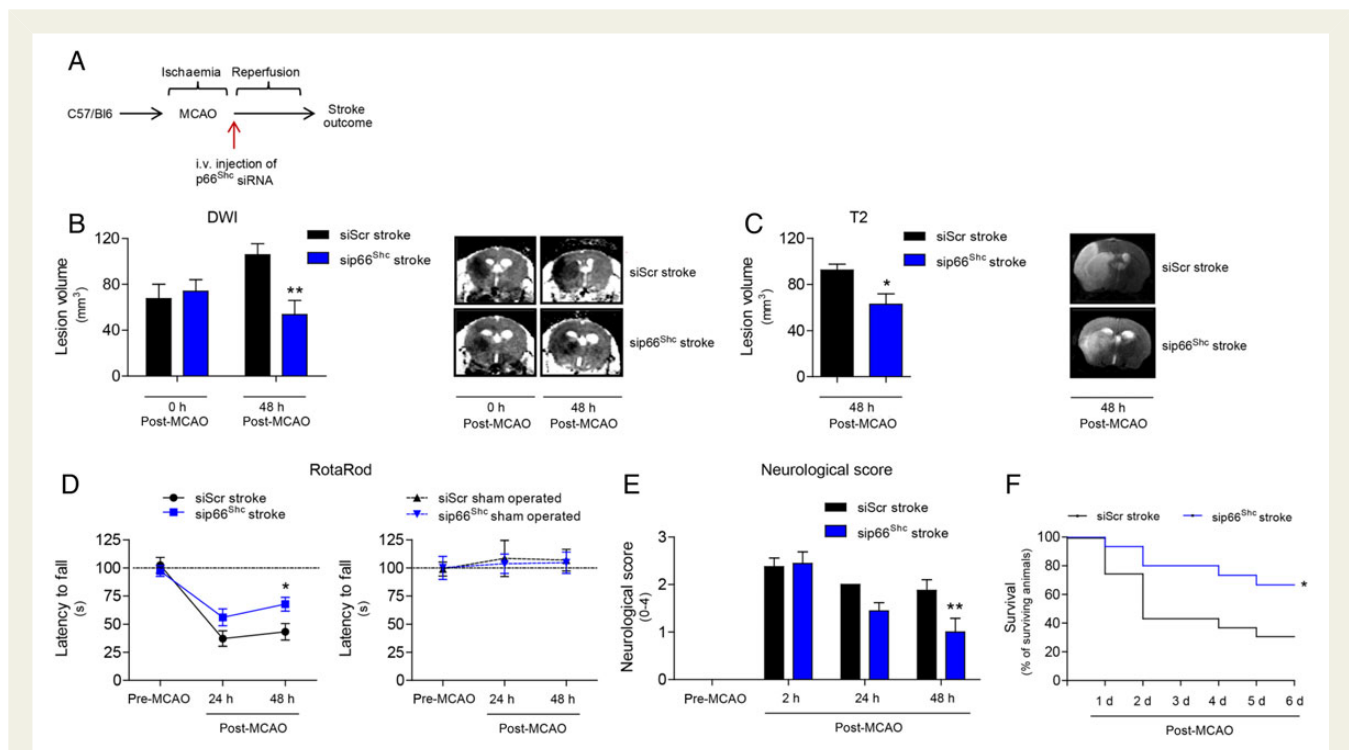 A
Ischaemia Reperfusion
C57/Bl6 MCAO Stroke
outcome
i.v. injection of
p66Shc siRNA
B DWI
siScr stroke
sip66Shc stroke
Lesion volume
(mm3)
120
80
40
0
**
0 h 48 h
Post-MCAO Post-MCAO
siScr stroke
sip66Shc stroke
0 h 48 h
Post-MCAO Post-MCAO
C T2
siScr stroke
sip66Shc stroke
Lesion volume
(mm3)
120
80
40
0
*
48 h
Post-MCAO
siScr stroke
sip66Shc stroke
48 h
Post-MCAO
D RotaRod
siScr stroke
sip66Shc stroke
Latency to fall
(s)
125
100
75
50
25
0
*
Pre-MCAO 24 h 48 h
Post-MCAO
siScr sham operated
sip66Shc sham operated
Latency to fall
(s)
125
100
75
50
25
0
Pre-MCAO 24 h 48 h
Post-MCAO
E Neurological score
siScr stroke
sip66Shc stroke
Neurological score
(0–4)
3
2
1
0
**
Pre-MCAO 2 h 24 h 48 h
Post-MCAO
F
siScr stroke sip66Shc stroke
Survival
(% of surviving animals)
100
80
60
40
20
0
*
1 d 2 d 3 d 4 d 5 d 6 d
Post-MCAO